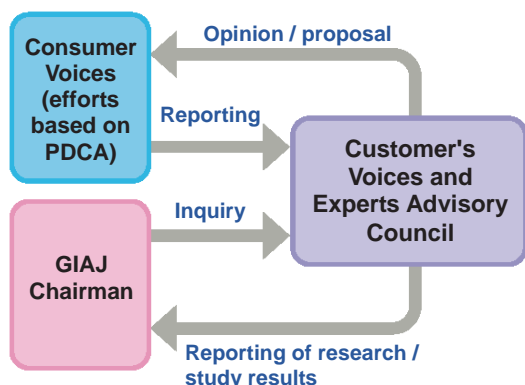 Opinion / proposal
Consumer
Voices
(efforts
based on
PDCA)
Reporting
Customer's
Voices and
Experts Advisory
Council
Inquiry
GIAJ
Chairman
Reporting of research /
study results